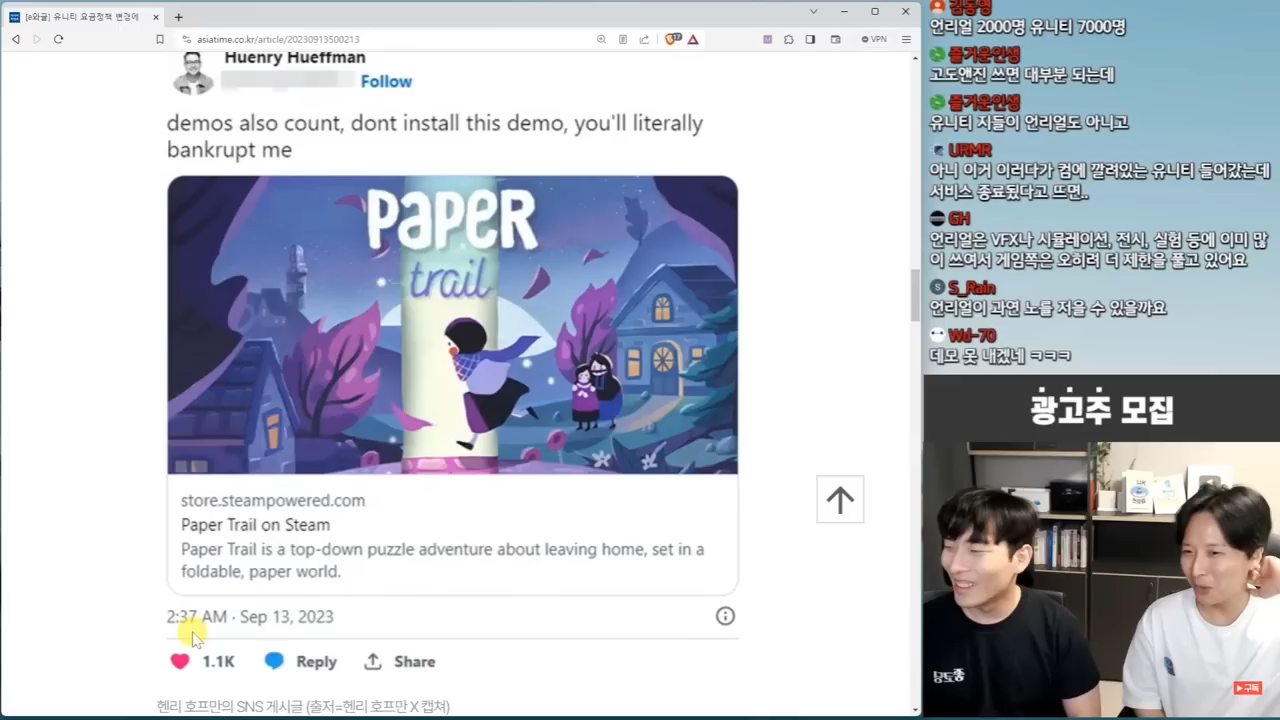 [e와글] 유니티 요금정책 변경에
asiatime.co.kr/article/20230913500213
VPN
Huenry Hueffman
Follow
demos also count, dont install this demo, you'll literally
bankrupt me
PAPER
trail
store.steampowered.com
Paper Trail on Steam
Paper Trail is a top-down puzzle adventure about leaving home, set in a
foldable, paper world.
2:37 AM · Sep 13, 2023
1.1K
Reply
Share
헨리 호프만의 SNS 게시글 (출저=헨리 호프만 X 캡쳐)
김동영
언리얼 2000명 유니티 7000명
즐거운인생
고도엔진 쓰면 대부분 되는데
즐거운인생
유니티 지들이 언리얼도 아니고
URMR
아니 이거 이러다가 컴에 깔려있는 유니티 들어갔는데
서비스 종료됬다고 뜨면..
GH
언리얼은 VFX나 시뮬레이션, 전시, 실험 등에 이미 많
이 쓰여서 게임쪽은 오히려 더 제한을 풀고 있어요
S_Rain
언리얼이 과연 노를 저을 수 있을까요
Wd-70
데모 못 내겠네 ㅋㅋㅋ
광고주 모집
구독